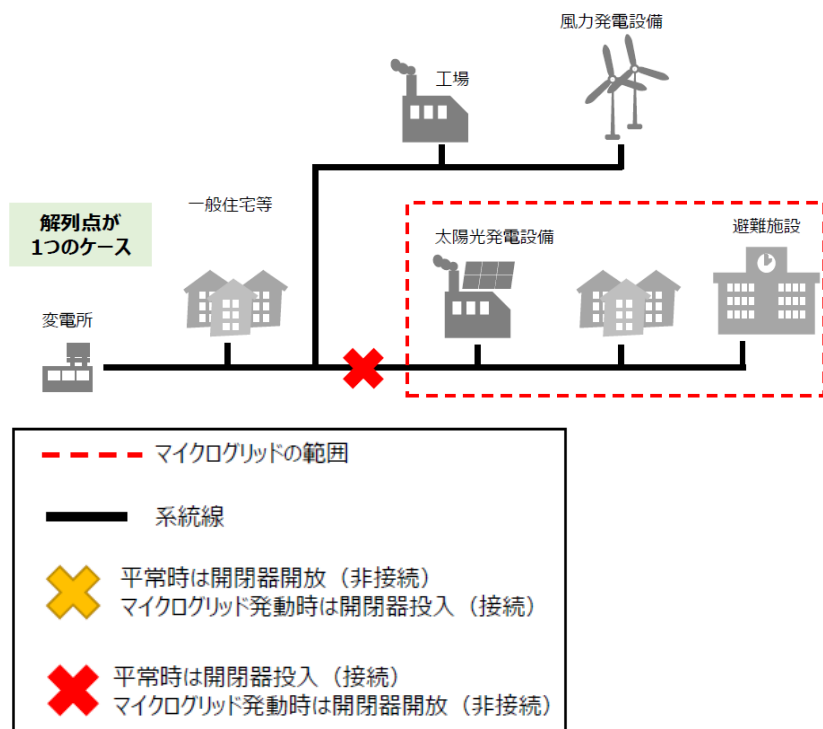 風力発電設備
工場
一般住宅等
解列点が
1つのケース
太陽光発電設備
避難施設
変電所
マイクログリッドの範囲
系統線
平常時は開閉器開放（非接続）
マイクログリッド発動時は開閉器投入（接続）
平常時は開閉器投入（接続）
マイクログリッド発動時は開閉器開放（非接続）